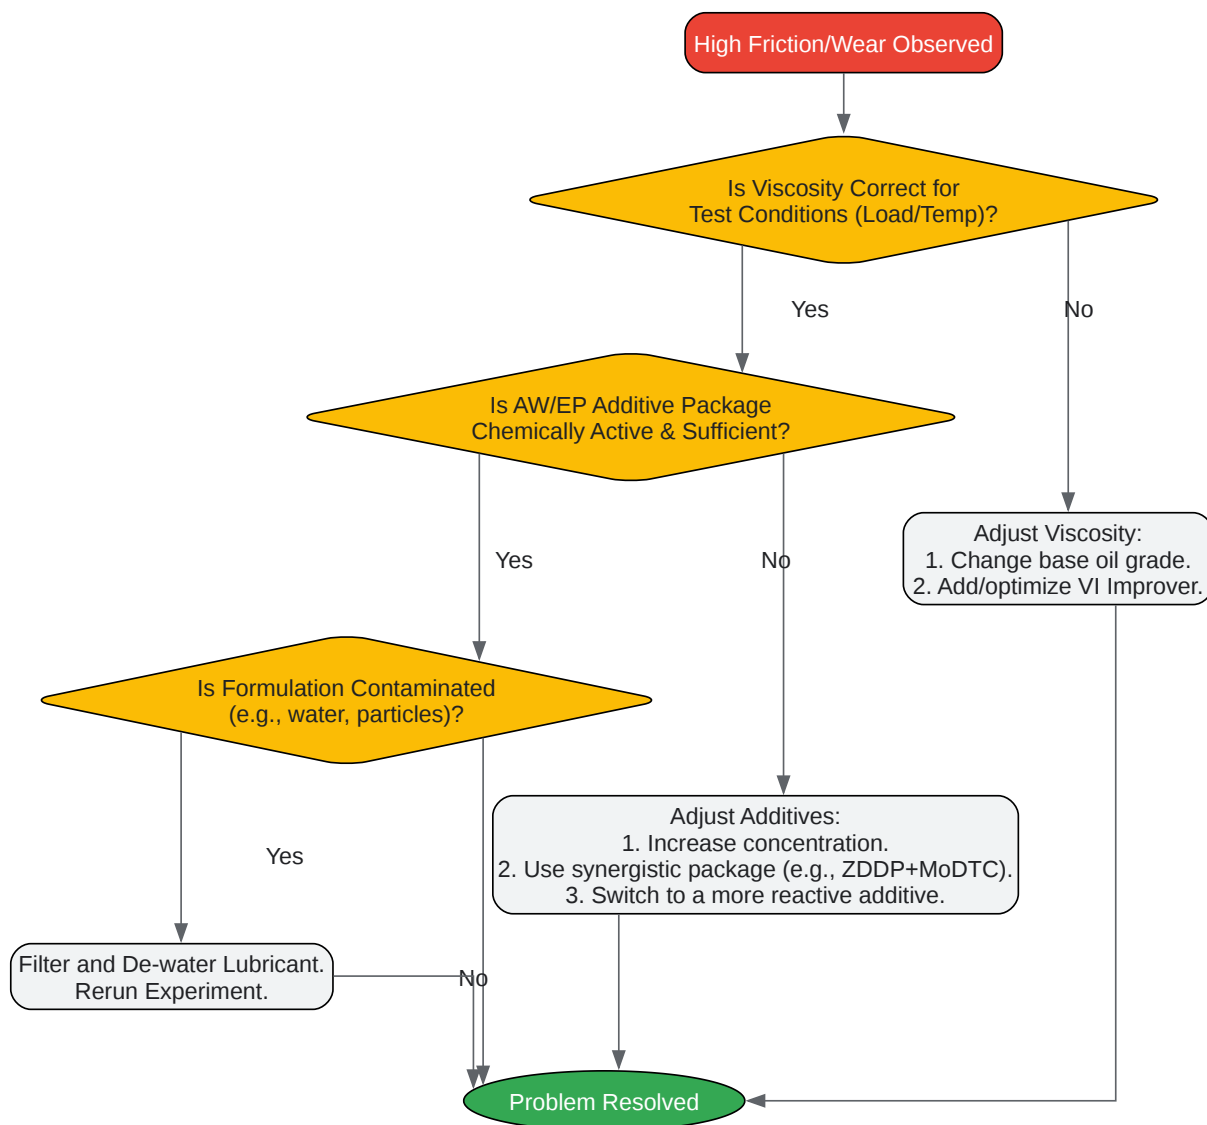 High Friction/Wear Observed
Is Viscosity Correct for
Test Conditions (Load/Temp)?
Yes
No
Is AW/EP Additive Package
Chemically Active & Sufficient?
Yes
No
Adjust Viscosity:
1. Change base oil grade.
2. Add/optimize VI Improver.
Is Formulation Contaminated
(e.g., water, particles)?
Yes
Adjust Additives:
1. Increase concentration.
2. Use synergistic package (e.g., ZDDP+MoDTC).
3. Switch to a more reactive additive.
Filter and De-water Lubricant.
Rerun Experiment.
No
Problem Resolved